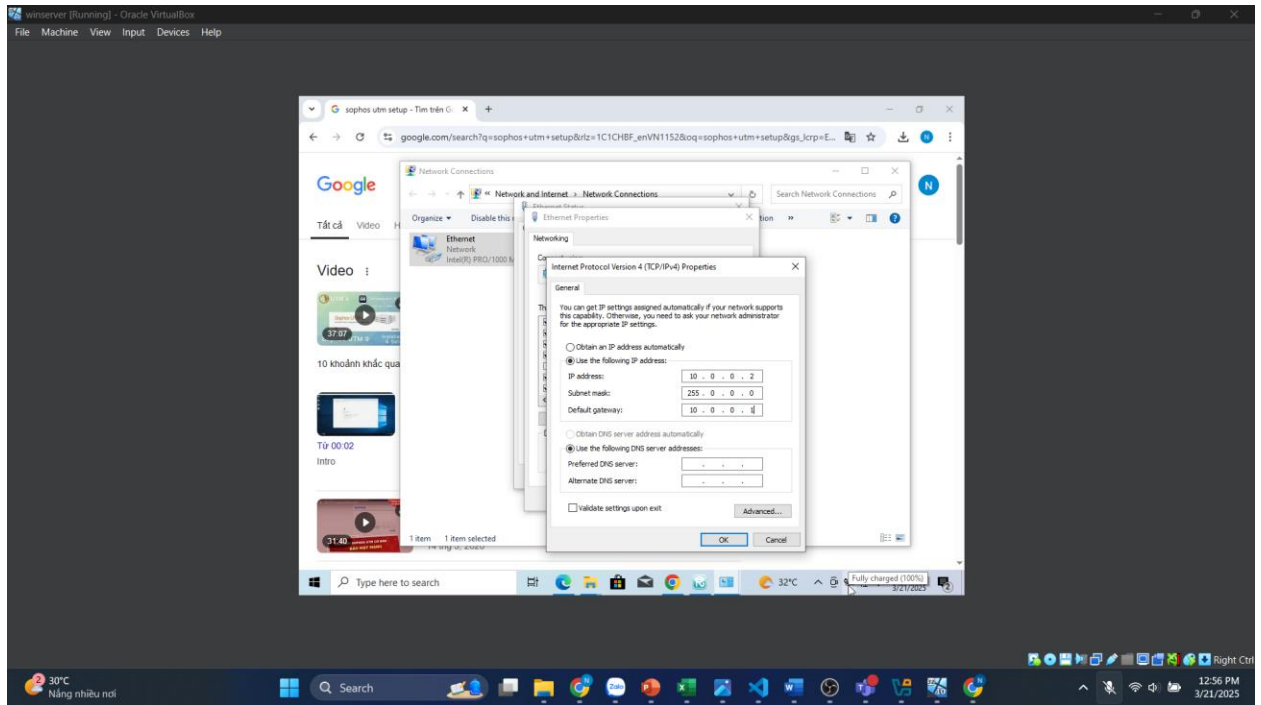 winserver [Running] - Oracle VirtualBox
File Machine View Input Devices Help
sophos utm setup - Tìm trên G
google.com/search?q=sophos+utm+setup&rlz=1C1CHBF_enVN1152&oq=sophos+utm+setup&gs_lcrp=E...
Google
N
Tất cả Video
Video
37:07
10 khoảnh khắc qua
Từ 00:02
Intro
31:40
Network Connections
Network and Internet > Network Connections
Search Network Connections
Organize Disable this
Ethernet
Network
Intel(R) PRO/1000 M
1 item 1 item selected
Ethernet Status
Ethernet Properties
Networking
Internet Protocol Version 4 (TCP/IPv4) Properties
General
You can get IP settings assigned automatically if your network supports
this capability. Otherwise, you need to ask your network administrator
for the appropriate IP settings.
Obtain an IP address automatically
Use the following IP address:
IP address: 10 . 0 . 0 . 2
Subnet mask: 255 . 0 . 0 . 0
Default gateway: 10 . 0 . 0 . 1
Obtain DNS server address automatically
Use the following DNS server addresses:
Preferred DNS server: . . .
Alternate DNS server: . . .
Validate settings upon exit
Advanced...
OK Cancel
Type here to search
32°C
Fully charged (100%)
3/21/2025
2
Right Ctrl
2
30°C
Nắng nhiều nơi
Search
Zalo
12:56 PM
3/21/2025